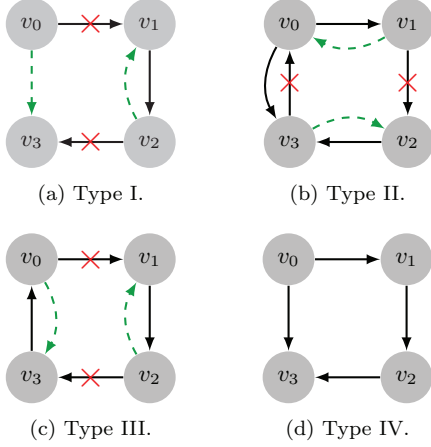 v0 v1
v3 v2
(a) Type I.
v0 v1
v3 v2
(b) Type II.
v0 v1
v3 v2
(c) Type III.
v0 v1
v3 v2
(d) Type IV.